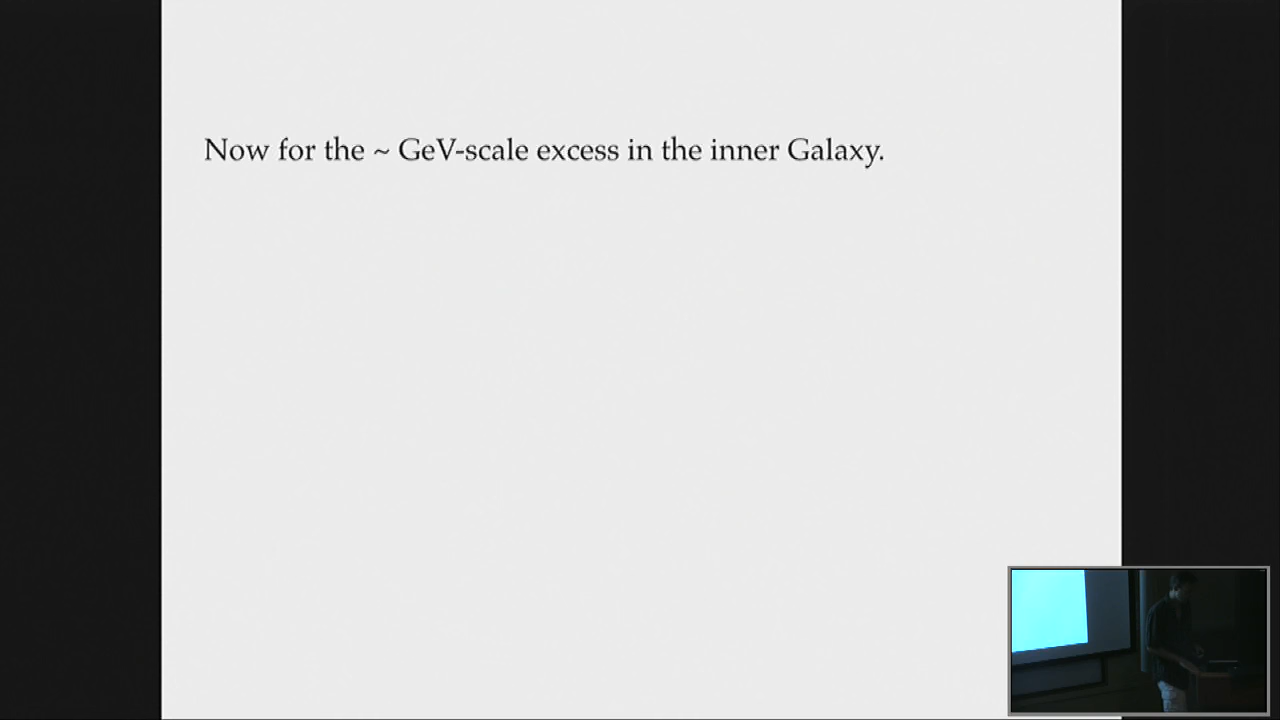 Now for the ~ GeV-scale excess in the inner Galaxy.